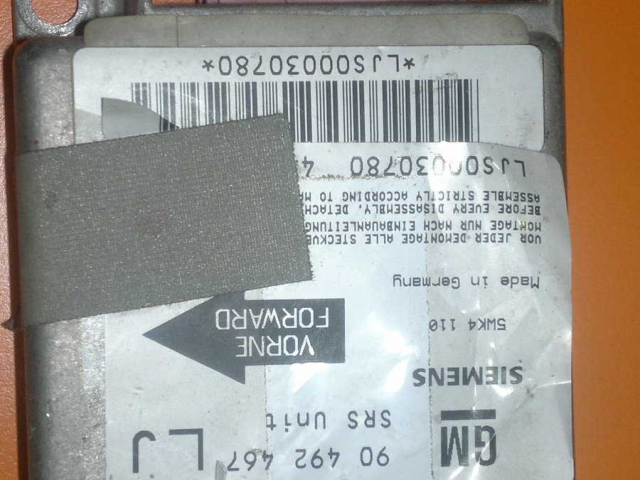 GM 90 492 467 LJ
SRS Unit
SIEMENS
5WK4 110
VORNE
FORWARD
Made in Germany
VOR JEDER DEMONTAGE ALLE
MONTAGE NUR NACH EINBAUANLEITUNG
BEFORE EVERY DISASSEMBLY, DETACH
ASSEMBLE STRICTLY ACCORDING TO
LJS00030780 4
*LJS00030780*